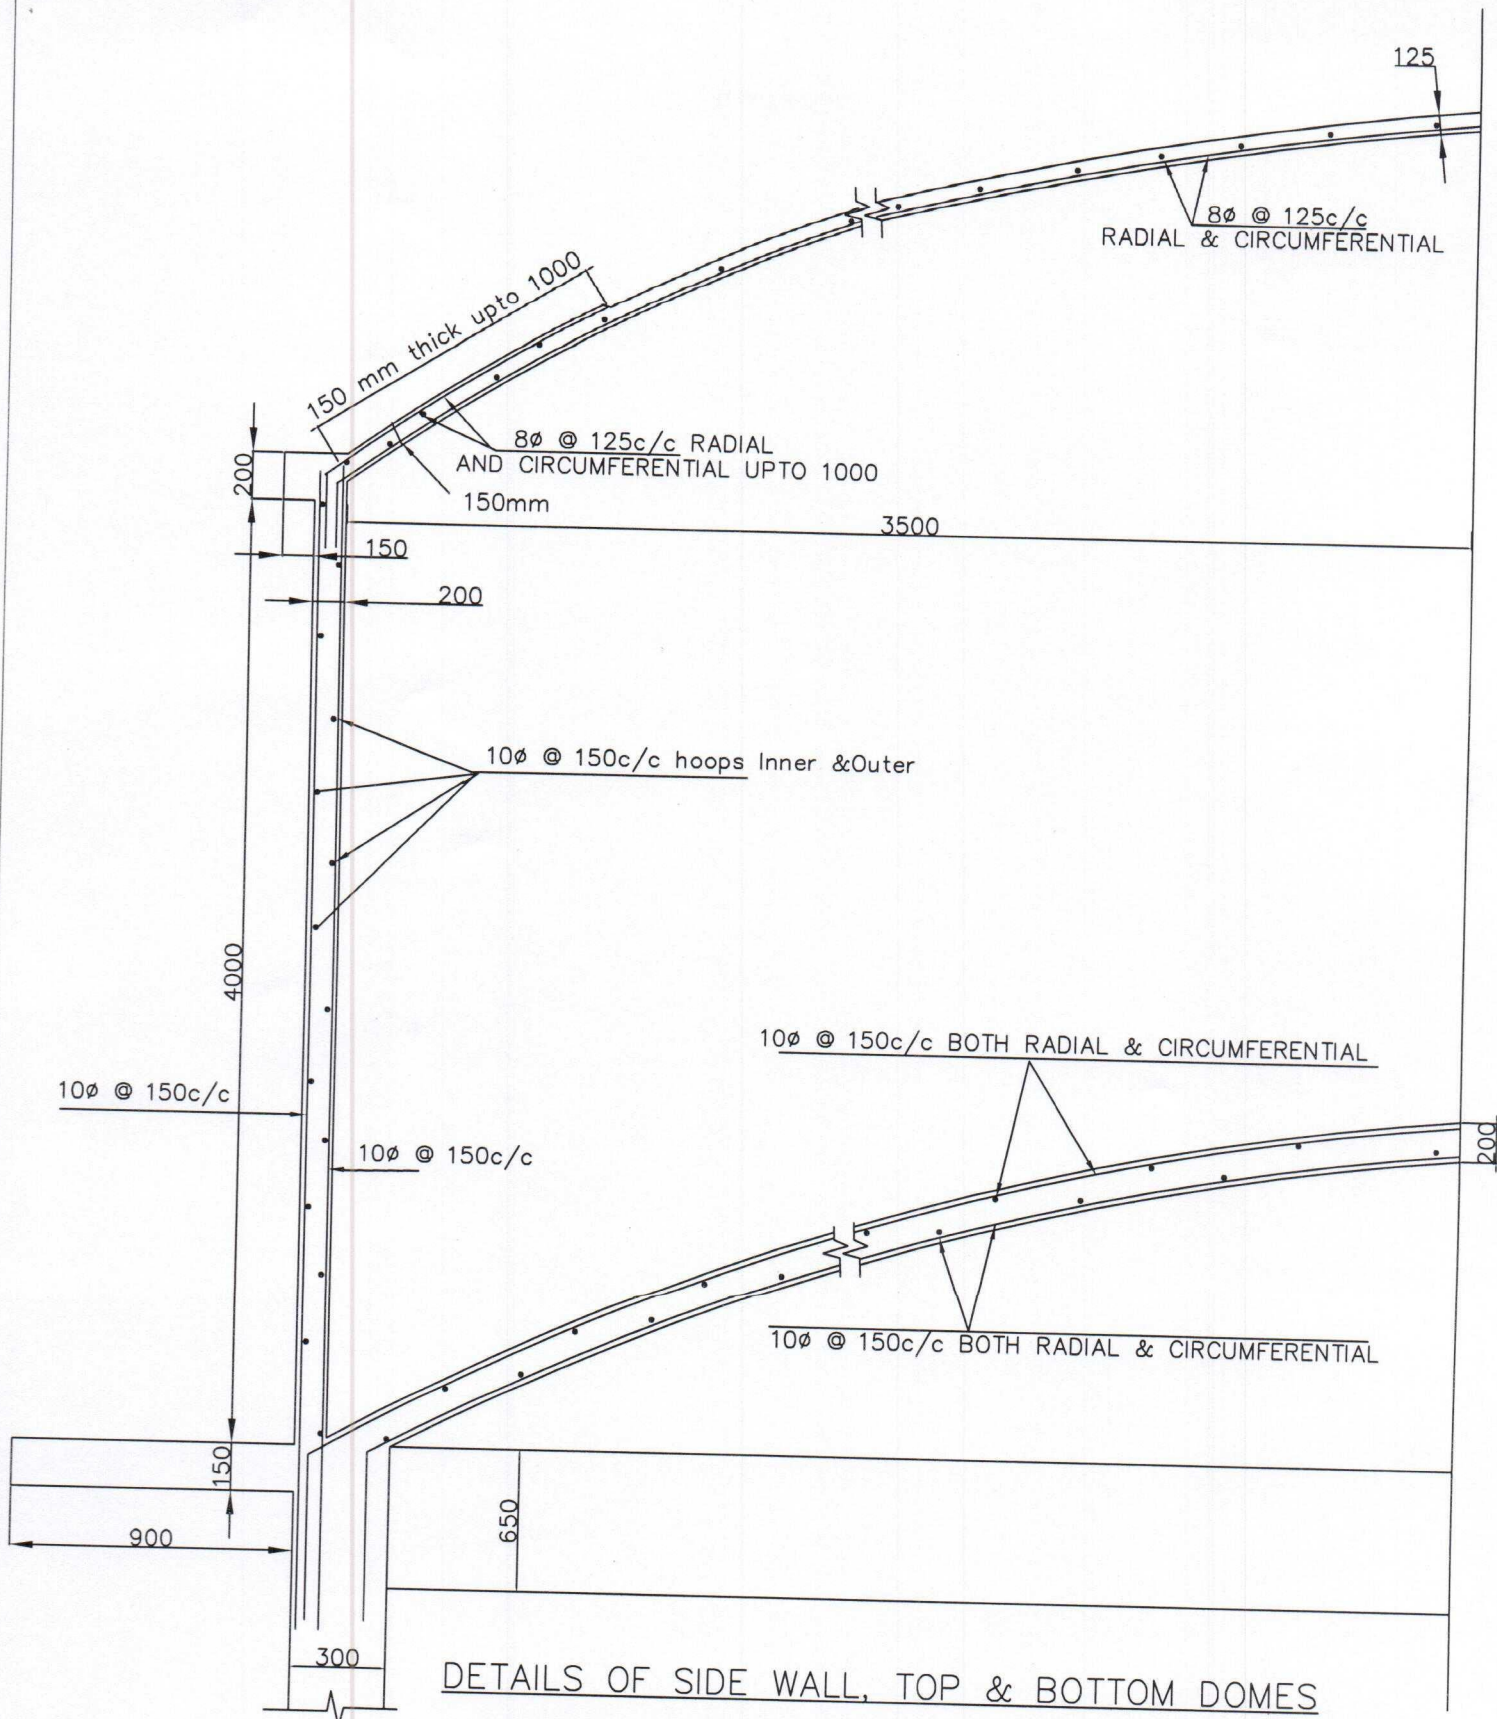 125
8ø @ 125c/c
RADIAL & CIRCUMFERENTIAL
150 mm thick upto 1000
8ø @ 125c/c RADIAL
AND CIRCUMFERENTIAL UPTO 1000
200
150mm
3500
150
200
10ø @ 150c/c hoops Inner &Outer
4000
10ø @ 150c/c BOTH RADIAL & CIRCUMFERENTIAL
10ø @ 150c/c
200
10ø @ 150c/c
10ø @ 150c/c BOTH RADIAL & CIRCUMFERENTIAL
150
650
900
300
DETAILS OF SIDE WALL, TOP & BOTTOM DOMES